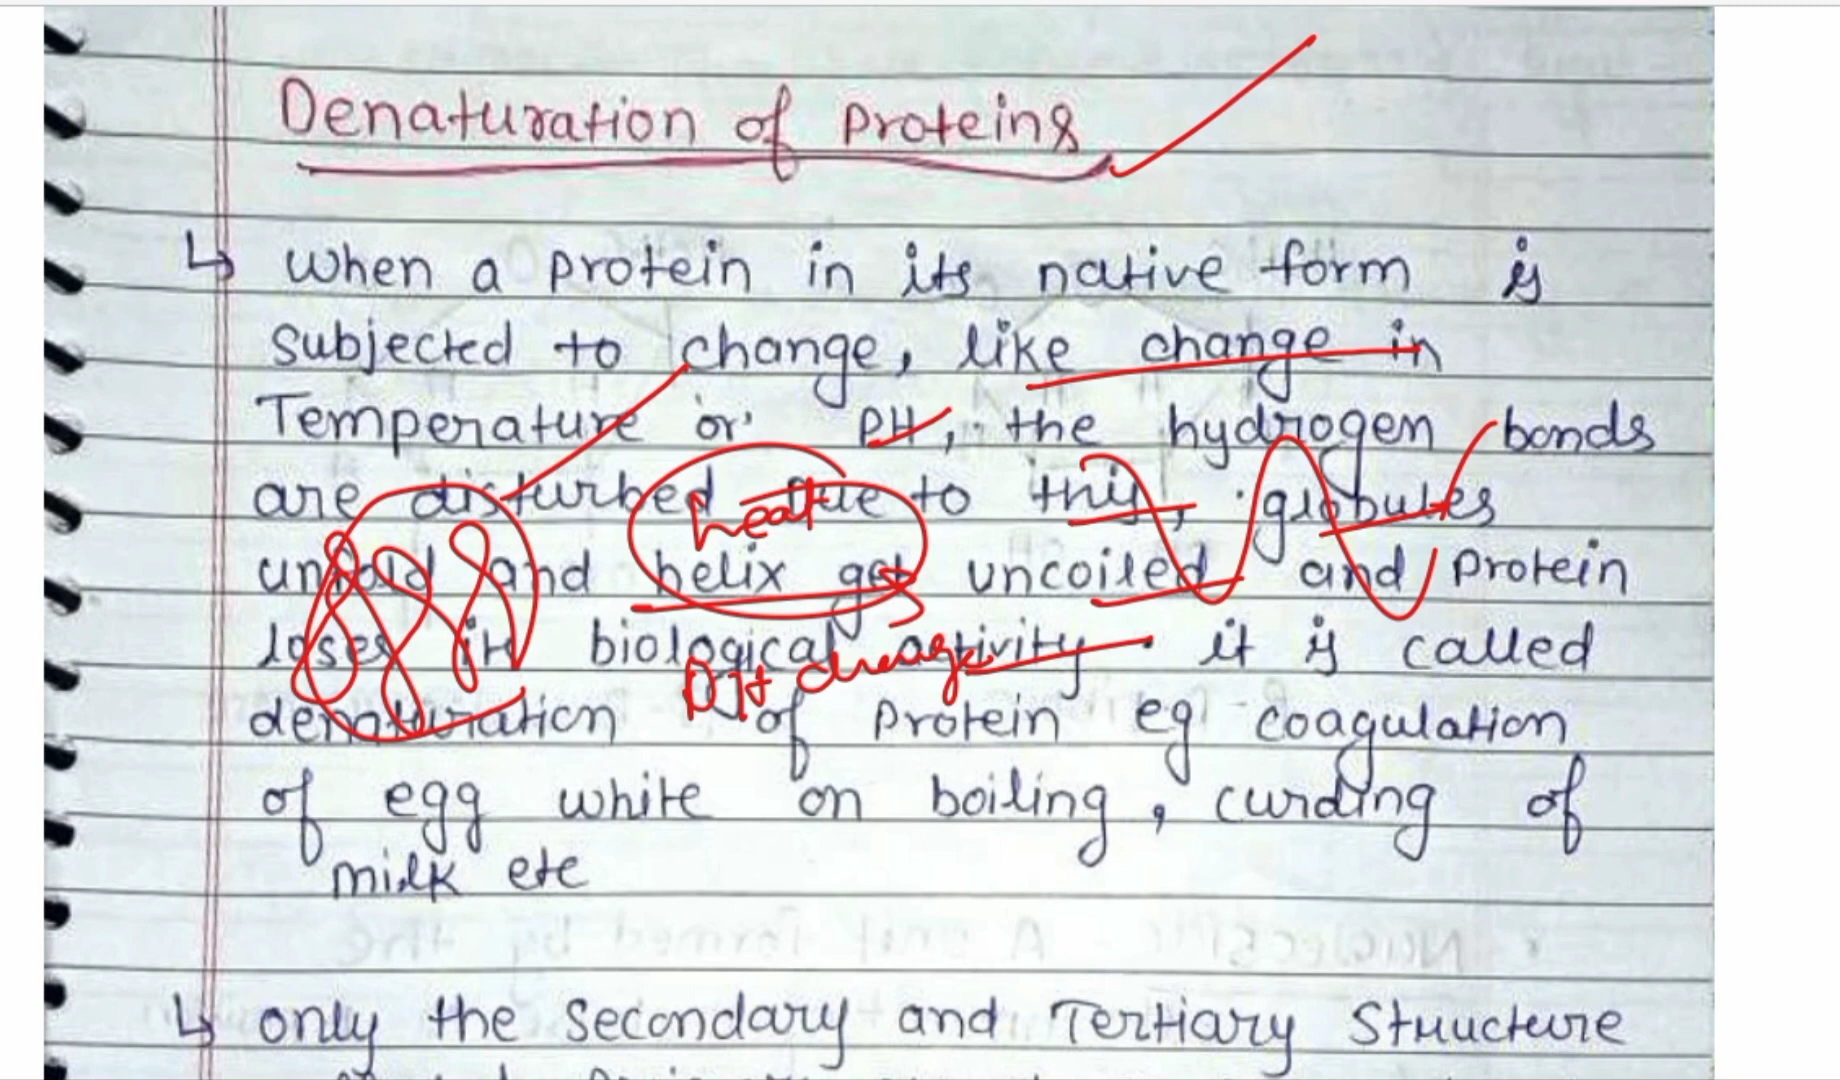 Denaturation of proteins
↳ when a protein in its native form is
subjected to change, like change in
Temperature or PH, the hydrogen bonds
are disturbed due to this, globules
unfold and helix get uncoiled and protein
loses its biological activity. it is called
denaturation of protein eg coagulation
of egg white on boiling, curding of
milk etc
heat
PH change
↳ only the secondary and Tertiary Structure